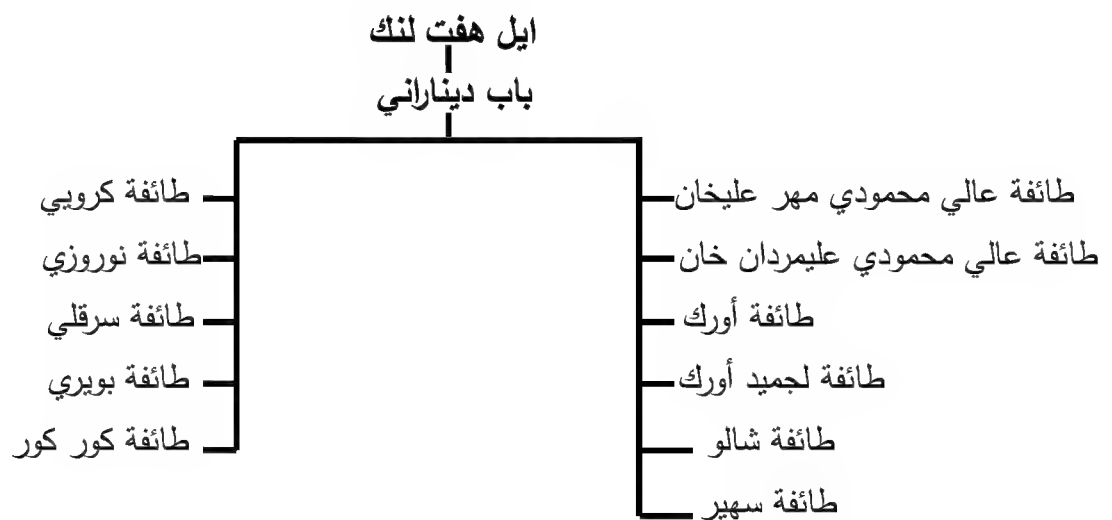 ايل هفت لنك
باب ديناراني
طائفة عالي محمودي مهر عليخان
طائفة عالي محمودي عليمردان خان
طائفة أورك
طائفة لجميد أورك
طائفة شالو
طائفة سهير
طائفة كرويي
طائفة نوروزي
طائفة سرقلي
طائفة بويري
طائفة كور كور